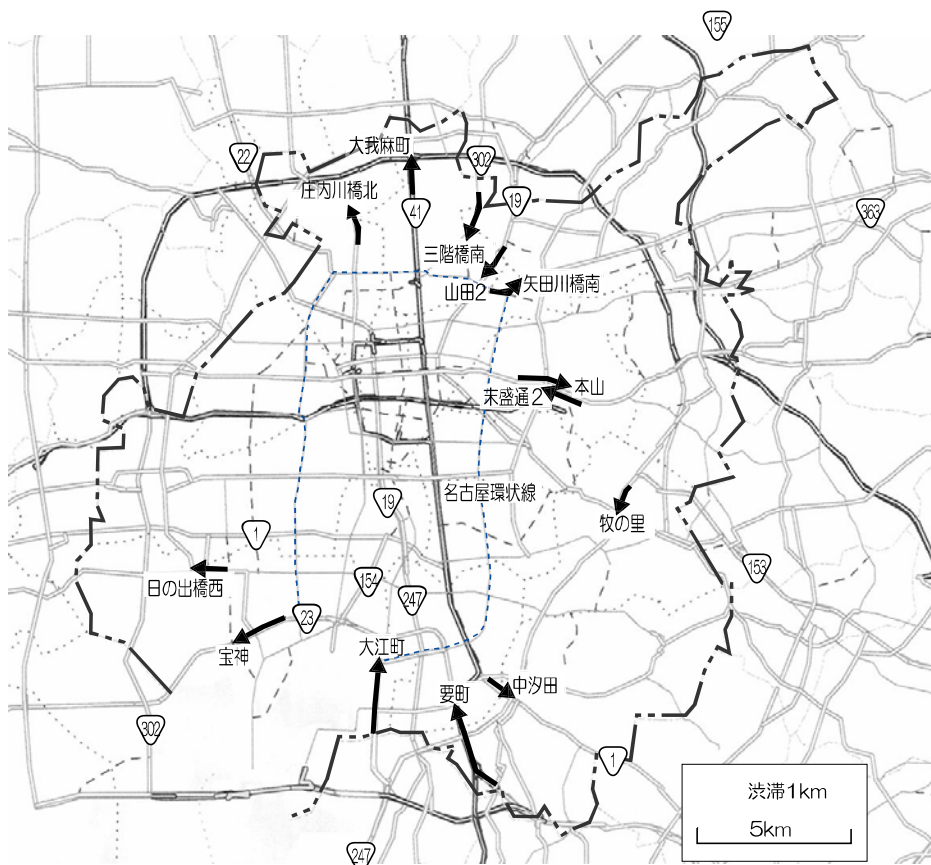 155
大我麻町
22
302
庄内川橋北
19
41
363
三階橋南
山田2
矢田川橋南
本山
末盛通2
名古屋環状線
19
牧の里
1
日の出橋西
154
153
247
23
宝神
大江町
中汐田
要町
302
1
渋滞1km
5km
247